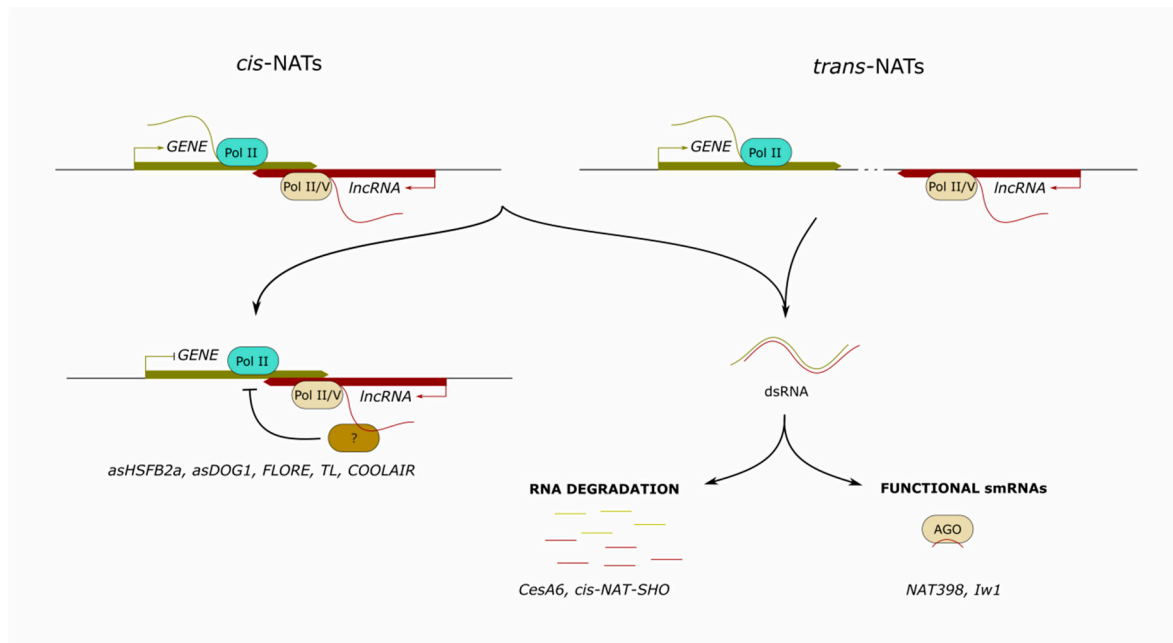 cis-NATs
trans-NATs
GENE
Pol II
Pol II/V
lncRNA
GENE
Pol II
Pol II/V
lncRNA
GENE
Pol II
Pol II/V
lncRNA
?
asHSFB2a, asDOG1, FLORE, TL, COOLAIR
dsRNA
RNA DEGRADATION
CesA6, cis-NAT-SHO
FUNCTIONAL smRNAs
AGO
NAT398, Iw1